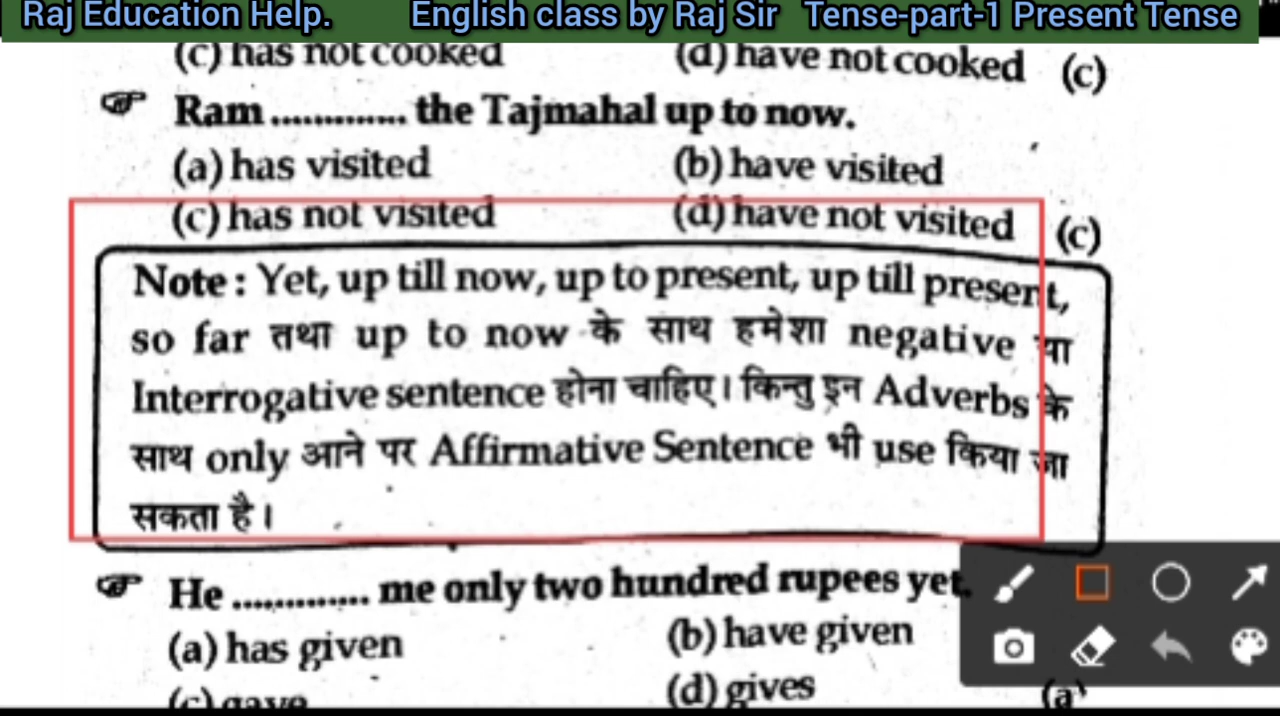 Raj Education Help. English class by Raj Sir Tense-part-1 Present Tense
(c) has not cooked (d) have not cooked (c)
Ram ............. the Tajmahal up to now.
(a) has visited (b) have visited
(c) has not visited (d) have not visited (c)
Note : Yet, up till now, up to present, up till present,
so far तथा up to now के साथ हमेशा negative या
Interrogative sentence होना चाहिए। किन्तु इन Adverbs के
साथ only आने पर Affirmative Sentence भी use किया जा
सकता है।
He ............. me only two hundred rupees yet.
(a) has given (b) have given
(c) gave (d) gives (a)